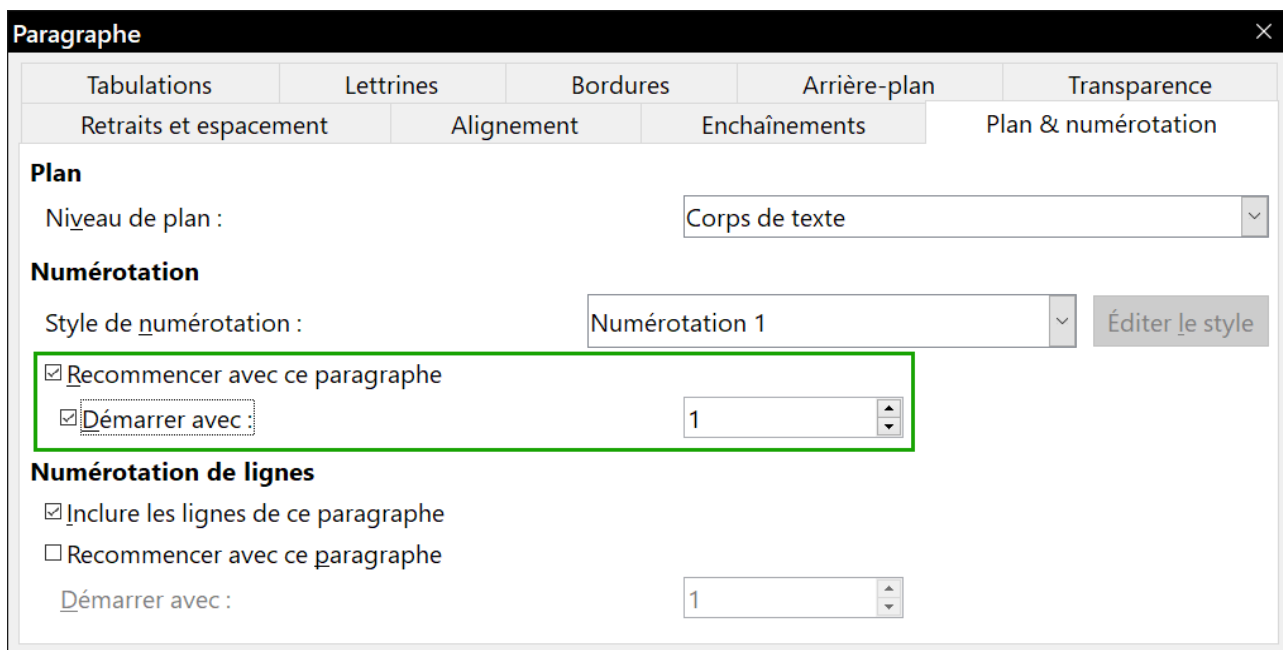 Paragraphe
Tabulations Lettrines Bordures Arrière-plan Transparence
Retraits et espacement Alignement Enchaînements Plan & numérotation
Plan
Niveau de plan : Corps de texte
Numérotation
Style de numérotation : Numérotation 1 Éditer le style
Recommencer avec ce paragraphe
Démarrer avec : 1
Numérotation de lignes
Inclure les lignes de ce paragraphe
Recommencer avec ce paragraphe
Démarrer avec : 1